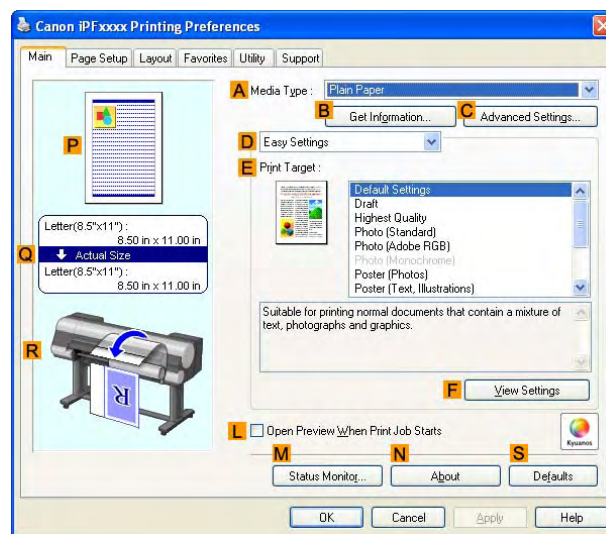 Canon iPFxxxx Printing Preferences
Main Page Setup Layout Favorites Utility Support
A Media Type : Plain Paper
B C
Get Information... Advanced Settings...
D Easy Settings
E Print Target :
P
Default Settings
Draft
Highest Quality
Photo (Standard)
Photo (Adobe RGB)
Photo (Monochrome)
Poster (Photos)
Poster (Text, Illustrations)
Letter(8.5"x11") :
8.50 in x 11.00 in
Q Actual Size
Letter(8.5"x11") :
8.50 in x 11.00 in
Suitable for printing normal documents that contain a mixture of
text, photographs and graphics.
R
R
F View Settings
L Open Preview When Print Job Starts
Kyuanos
M N S
Status Monitor... About Defaults
OK Cancel Apply Help